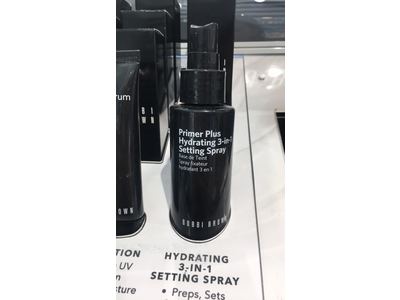 Primer Plus
Hydrating 3-in-1
Setting Spray
Base de Teint
Spray fixateur
hydratant 3 en 1
BOBBI BROWN
rum
OWN
TION
UV
n
sture
HYDRATING
3-IN-1
SETTING SPRAY
• Preps, Sets